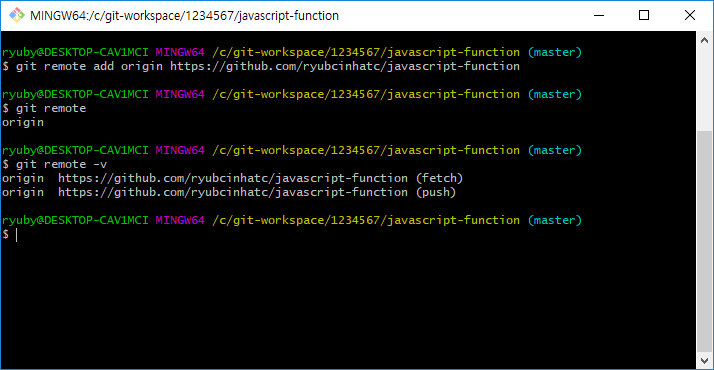 MINGW64:/c/git-workspace/1234567/javascript-function
ryuby@DESKTOP-CAV1MCI MINGW64 /c/git-workspace/1234567/javascript-function (master)
$ git remote add origin https://github.com/ryubcinhatc/javascript-function
ryuby@DESKTOP-CAV1MCI MINGW64 /c/git-workspace/1234567/javascript-function (master)
$ git remote
origin
ryuby@DESKTOP-CAV1MCI MINGW64 /c/git-workspace/1234567/javascript-function (master)
$ git remote -v
origin  https://github.com/ryubcinhatc/javascript-function (fetch)
origin  https://github.com/ryubcinhatc/javascript-function (push)
ryuby@DESKTOP-CAV1MCI MINGW64 /c/git-workspace/1234567/javascript-function (master)
$